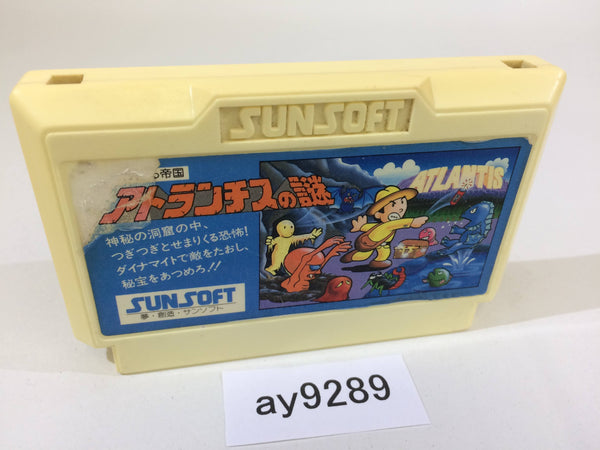 SUNSOFT
帝国
アトランチスの謎
ATLANTIS
神秘の洞窟の中、
つぎつぎとせまりくる恐怖!
ダイナマイトで敵をたおし、
秘宝をあつめろ!!
SUNSOFT
夢・創造・サンソフト
ay9289